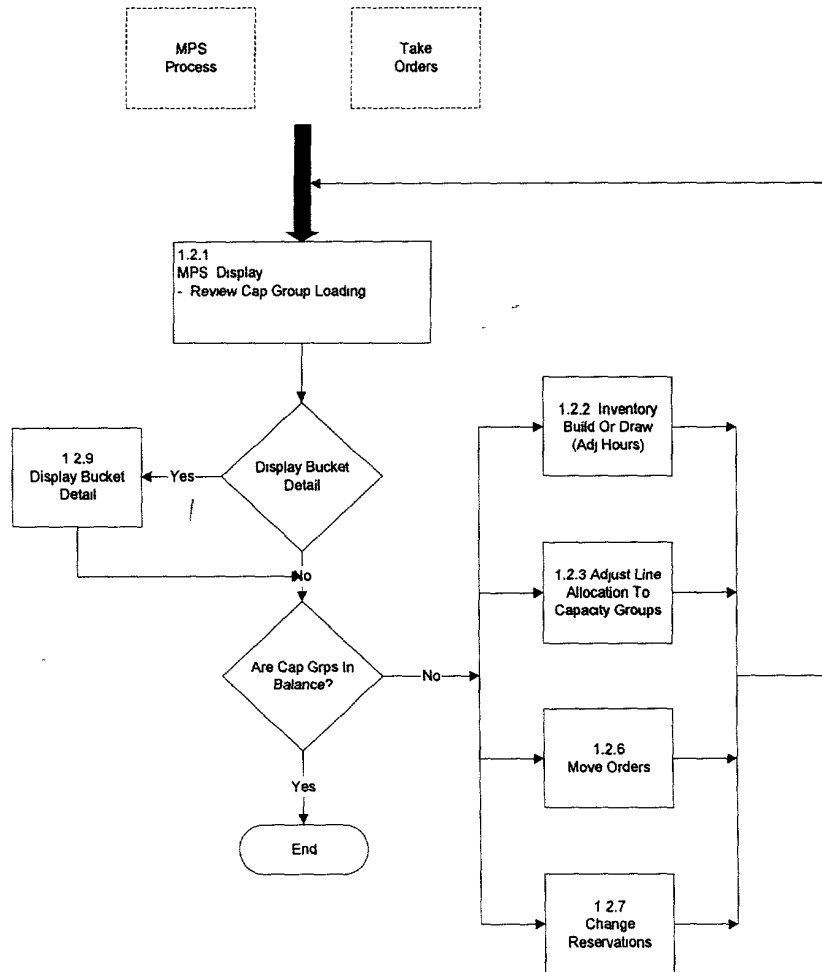 MPS
Process
Take
Orders
1.2.1
MPS Display
- Review Cap Group Loading
Display Bucket
Detail
Yes
1 2.9
Display Bucket
Detail
No
Are Cap Grps In
Balance?
No
Yes
End
1.2.2 Inventory
Build Or Draw
(Adj Hours)
1.2.3 Adjust Line
Allocation To
Capacity Groups
1.2.6
Move Orders
1 2.7
Change
Reservations